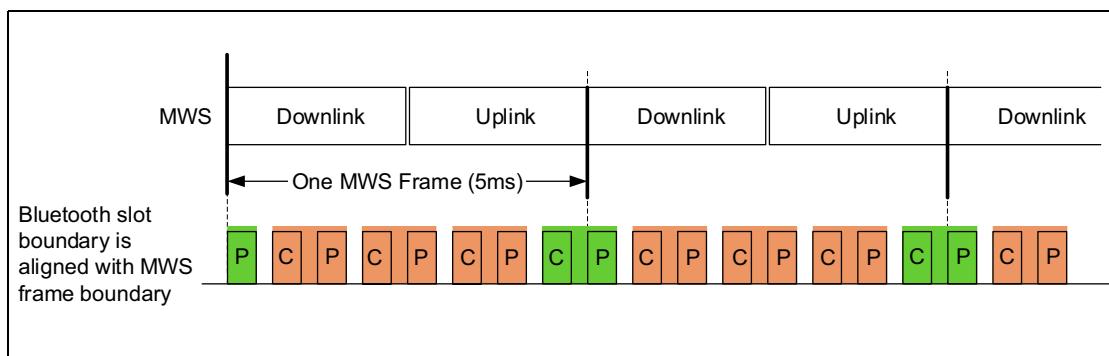 MWS
Downlink
Uplink
Downlink
Uplink
Downlink
One MWS Frame (5ms)
Bluetooth slot
boundary is
aligned with MWS
frame boundary
P C P C P C P C P C P C P C P C P C P